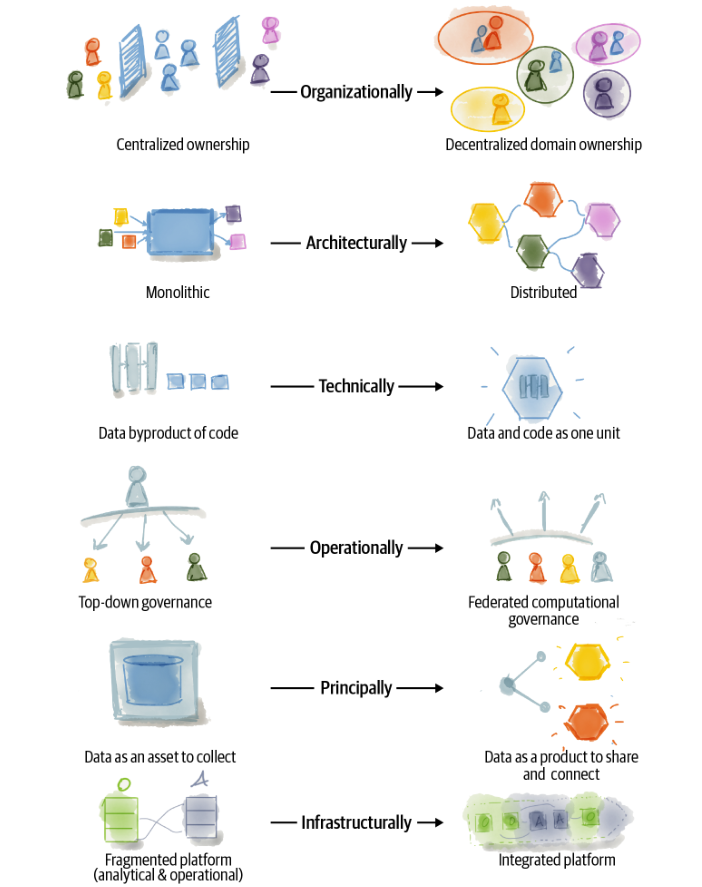 Organizationally
Centralized ownership
Decentralized domain ownership
Architecturally
Monolithic
Distributed
Technically
Data byproduct of code
Data and code as one unit
Operationally
Top-down governance
Federated computational
governance
Principally
Data as an asset to collect
Data as a product to share
and connect
O
A
Infrastructurally
O
O
A
A
O
Fragmented platform
(analytical & operational)
Integrated platform